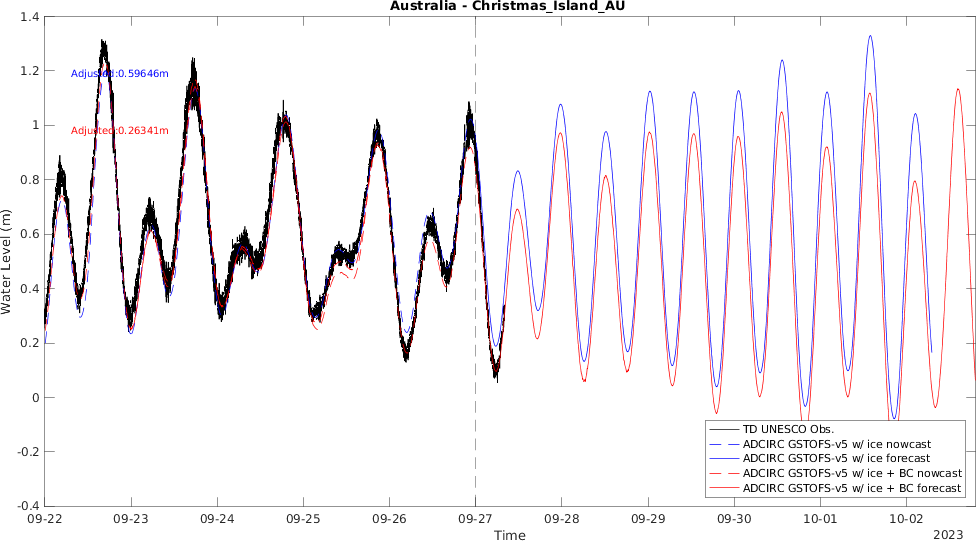 Australia - Christmas_Island_AU
1.4
1.2
1
0.8
0.6
0.4
0.2
0
-0.2
-0.4
Water Level (m)
Adjusted:0.59646m
Adjusted:0.26341m
TD UNESCO Obs.
ADCIRC GSTOFS-v5 w/ ice nowcast
ADCIRC GSTOFS-v5 w/ ice forecast
ADCIRC GSTOFS-v5 w/ ice + BC nowcast
ADCIRC GSTOFS-v5 w/ ice + BC forecast
09-22 09-23 09-24 09-25 09-26 09-27 09-28 09-29 09-30 10-01 10-02
Time
2023